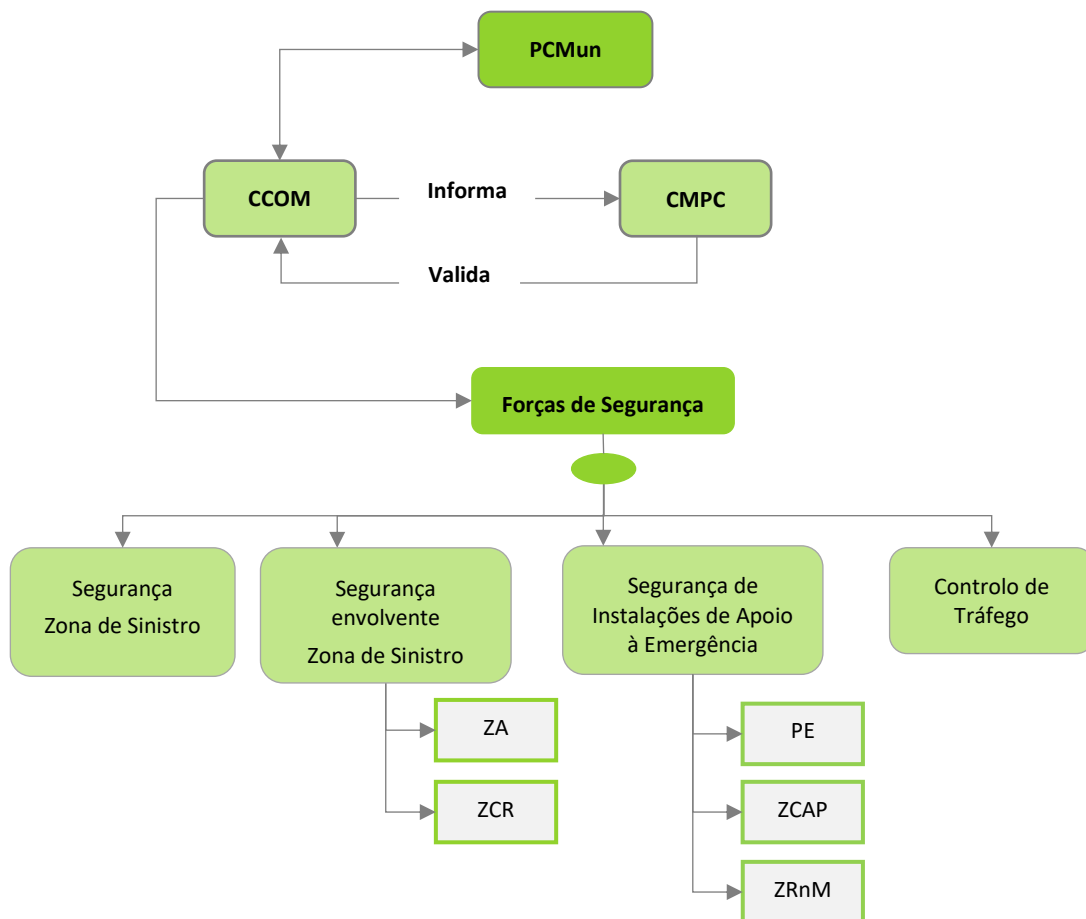 PCMun
CCOM
Informa
CMPC
Valida
Forças de Segurança
Segurança
Zona de Sinistro
Segurança
envolvente
Zona de Sinistro
Segurança de
Instalações de Apoio
à Emergência
Controlo de
Tráfego
ZA
ZCR
PE
ZCAP
ZRnM